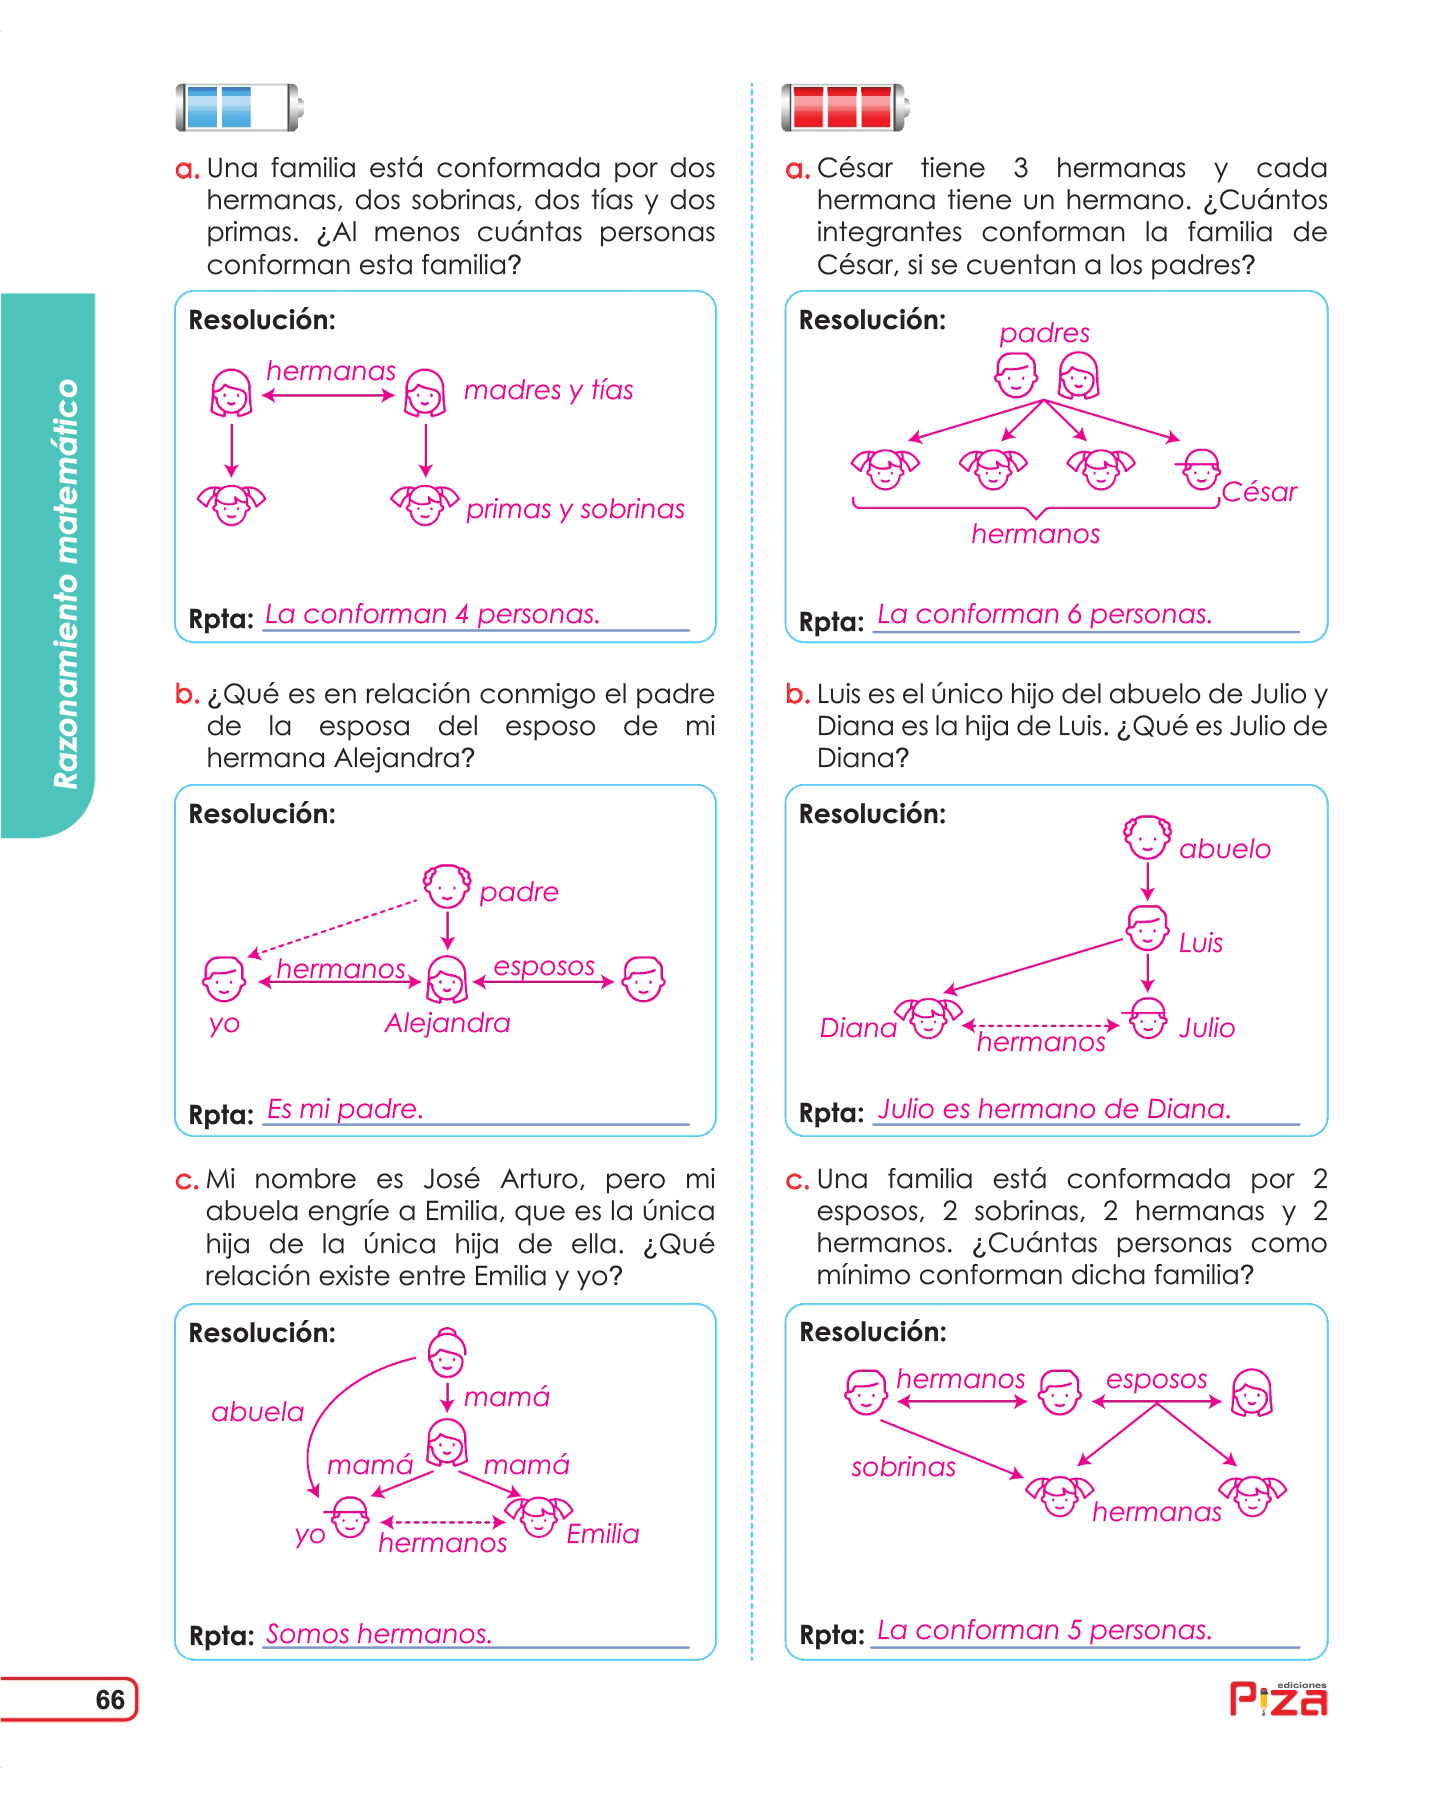 Razonamiento matemático
a. Una familia está conformada por dos
hermanas, dos sobrinas, dos tías y dos
primas. ¿Al menos cuántas personas
conforman esta familia?
Resolución:
hermanas
madres y tías
primas y sobrinas
Rpta: La conforman 4 personas.
b. ¿Qué es en relación conmigo el padre
de la esposa del esposo de mi
hermana Alejandra?
Resolución:
padre
hermanos
esposos
yo
Alejandra
Rpta: Es mi padre.
c. Mi nombre es José Arturo, pero mi
abuela engríe a Emilia, que es la única
hija de la única hija de ella. ¿Qué
relación existe entre Emilia y yo?
Resolución:
mamá
abuela
mamá
mamá
yo
hermanos
Emilia
Rpta: Somos hermanos.
a. César tiene 3 hermanas y cada
hermana tiene un hermano. ¿Cuántos
integrantes conforman la familia de
César, si se cuentan a los padres?
Resolución:
padres
César
hermanos
Rpta: La conforman 6 personas.
b. Luis es el único hijo del abuelo de Julio y
Diana es la hija de Luis. ¿Qué es Julio de
Diana?
Resolución:
abuelo
Luis
Diana
hermanos
Julio
Rpta: Julio es hermano de Diana.
c. Una familia está conformada por 2
esposos, 2 sobrinas, 2 hermanas y 2
hermanos. ¿Cuántas personas como
mínimo conforman dicha familia?
Resolución:
hermanos
esposos
sobrinas
hermanas
Rpta: La conforman 5 personas.
66
ediciones
Piza